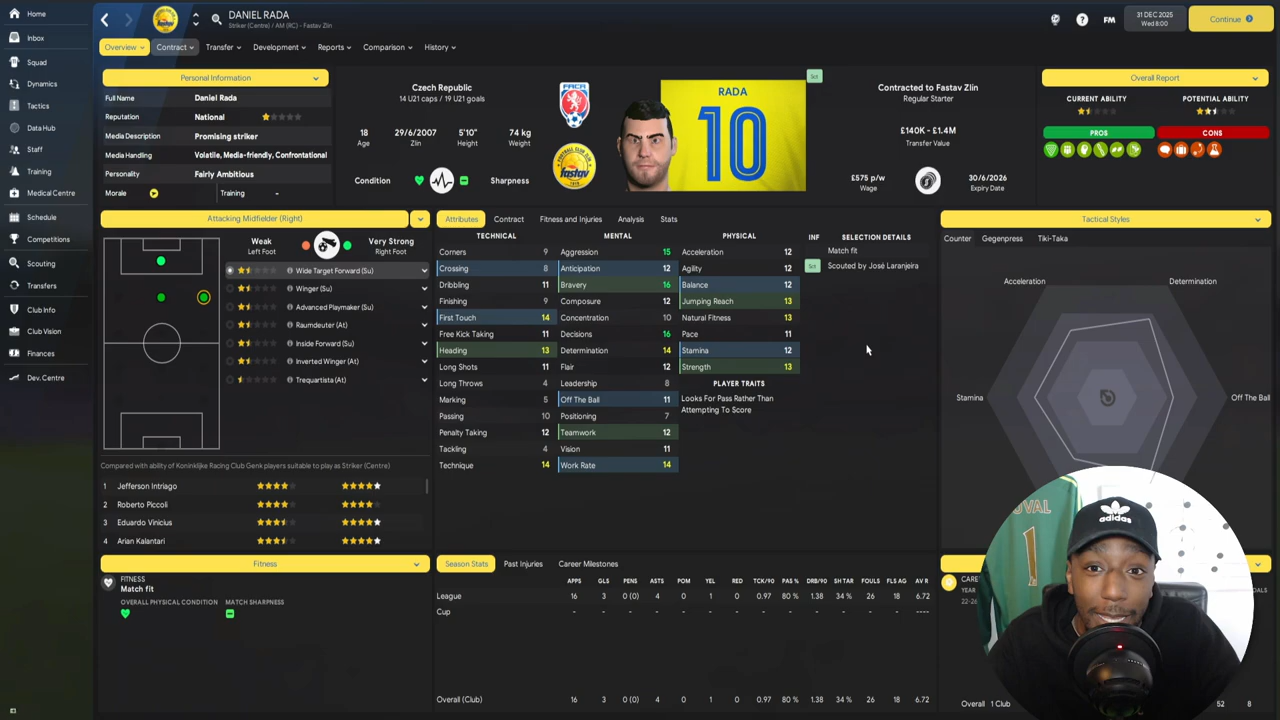 Home
Inbox
Squad
Dynamics
Tactics
Data Hub
Staff
Training
Medical Centre
Schedule
Competitions
Scouting
Transfers
Club Info
Club Vision
Finances
Dev. Centre
DANIEL RADA
Striker (Centre) / AM (RC) - Fastav Zlín
FM
31 DEC 2025
Wed 8:00
Continue
Overview
Contract
Transfer
Development
Reports
Comparison
History
Personal Information
Full Name Daniel Rada
Reputation National
Media Description Promising striker
Media Handling Volatile, Media-friendly, Confrontational
Personality Fairly Ambitious
Morale
Training -
Czech Republic
14 U21 caps / 19 U21 goals
18 29/6/2007 5'10" 74 kg
Age Zlín Height Weight
Condition
Sharpness
FAČR
fastav
RADA
10
Sct
Contracted to Fastav Zlín
Regular Starter
£140K - £1.4M
Transfer Value
£575 p/w
Wage
30/6/2026
Expiry Date
Overall Report
CURRENT ABILITY POTENTIAL ABILITY
PROS CONS
Attacking Midfielder (Right)
Weak
Left Foot
Very Strong
Right Foot
Wide Target Forward (Su)
Winger (Su)
Advanced Playmaker (Su)
Raumdeuter (At)
Inside Forward (Su)
Inverted Winger (At)
Trequartista (At)
Compared with ability of Koninklijke Racing Club Genk players suitable to play as Striker (Centre)
1 Jefferson Intriago
2 Roberto Piccoli
3 Eduardo Vinicius
4 Arian Kalantari
Attributes
Contract
Fitness and Injuries
Analysis
Stats
TECHNICAL
Corners 9
Crossing 8
Dribbling 11
Finishing 9
First Touch 14
Free Kick Taking 11
Heading 13
Long Shots 11
Long Throws 4
Marking 5
Passing 10
Penalty Taking 12
Tackling 4
Technique 14
MENTAL
Aggression 15
Anticipation 12
Bravery 16
Composure 12
Concentration 10
Decisions 16
Determination 14
Flair 12
Leadership 8
Off The Ball 11
Positioning 7
Teamwork 12
Vision 11
Work Rate 14
PHYSICAL
Acceleration 12
Agility 12
Balance 12
Jumping Reach 13
Natural Fitness 13
Pace 11
Stamina 12
Strength 13
PLAYER TRAITS
Looks For Pass Rather Than
Attempting To Score
INF SELECTION DETAILS
Match fit
Sct Scouted by José Laranjeira
Tactical Styles
Counter
Gegenpress
Tiki-Taka
Acceleration
Determination
Stamina
Off The Ball
Fitness
FITNESS
Match fit
OVERALL PHYSICAL CONDITION MATCH SHARPNESS
Season Stats
Past Injuries
Career Milestones
APPS GLS PENS ASTS POM YEL RED TCK/90 PAS % DRB/90 SH TAR FOULS FLS AG AV R
League 16 3 0 (0) 4 0 1 0 0.97 80 % 1.38 34 % 26 18 6.72
Cup - - - - - - - - - - - - - ----
Overall (Club) 16 3 0 (0) 4 0 1 0 0.97 80 % 1.38 34 % 26 18 6.72
YEAR
22-26
Overall 1 Club 52 8
adidas